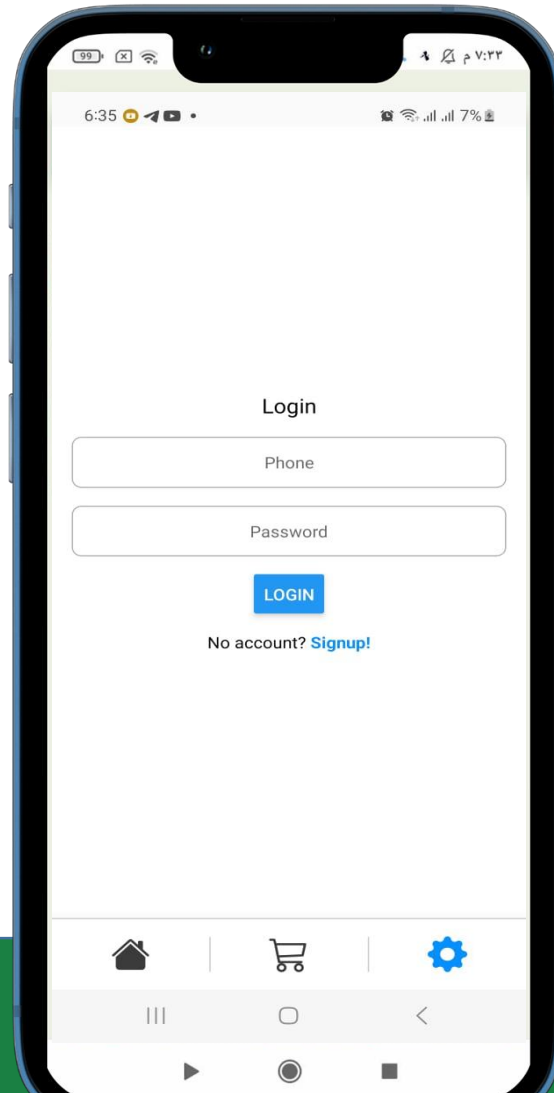 99
٧:٣٣ م
6:35
7%
Login
Phone
Password
LOGIN
No account? Signup!